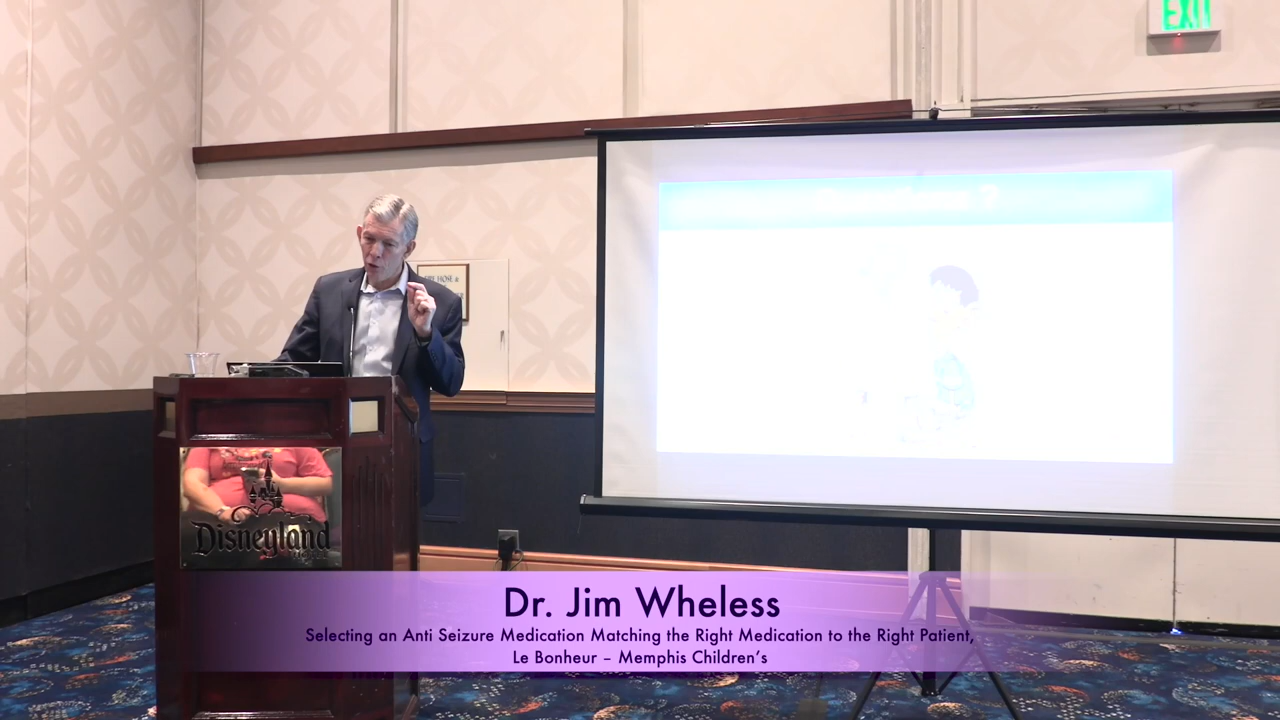 EXIT
Disneyland
Dr. Jim Wheless
Selecting an Anti Seizure Medication Matching the Right Medication to the Right Patient,
Le Bonheur – Memphis Children's